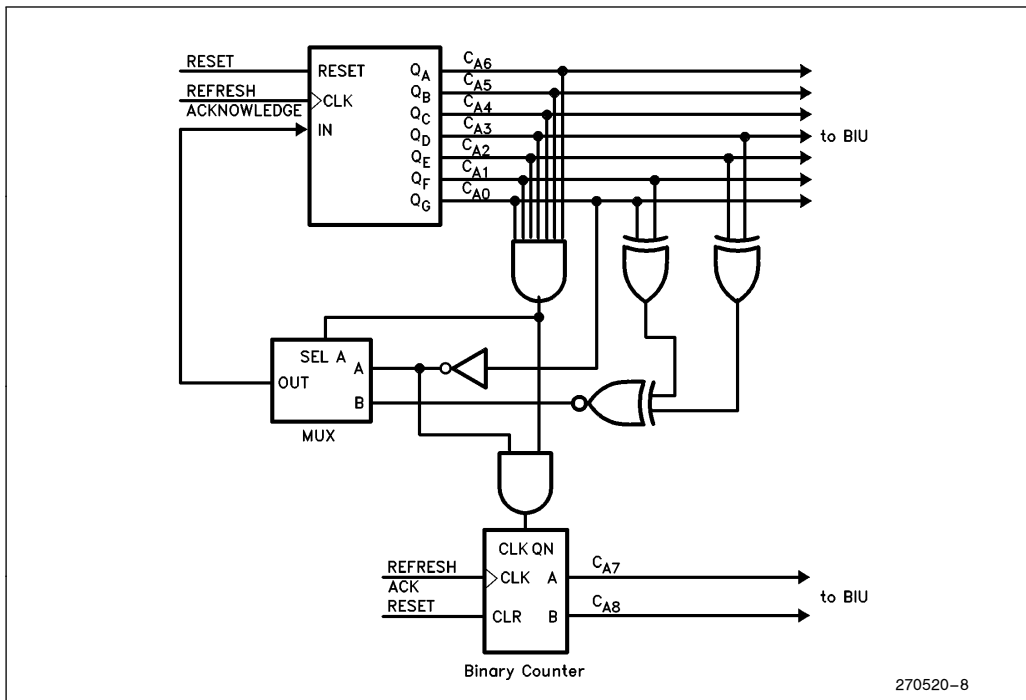 RESET
REFRESH
ACKNOWLEDGE
RESET
CLK
IN
QA
QB
QC
QD
QE
QF
QG
CA6
CA5
CA4
CA3
CA2
CA1
CA0
to BIU
SEL A
A
OUT
B
MUX
REFRESH
ACK
RESET
CLK QN
CLK
A
CLR
B
CA7
CA8
to BIU
Binary Counter
270520-8